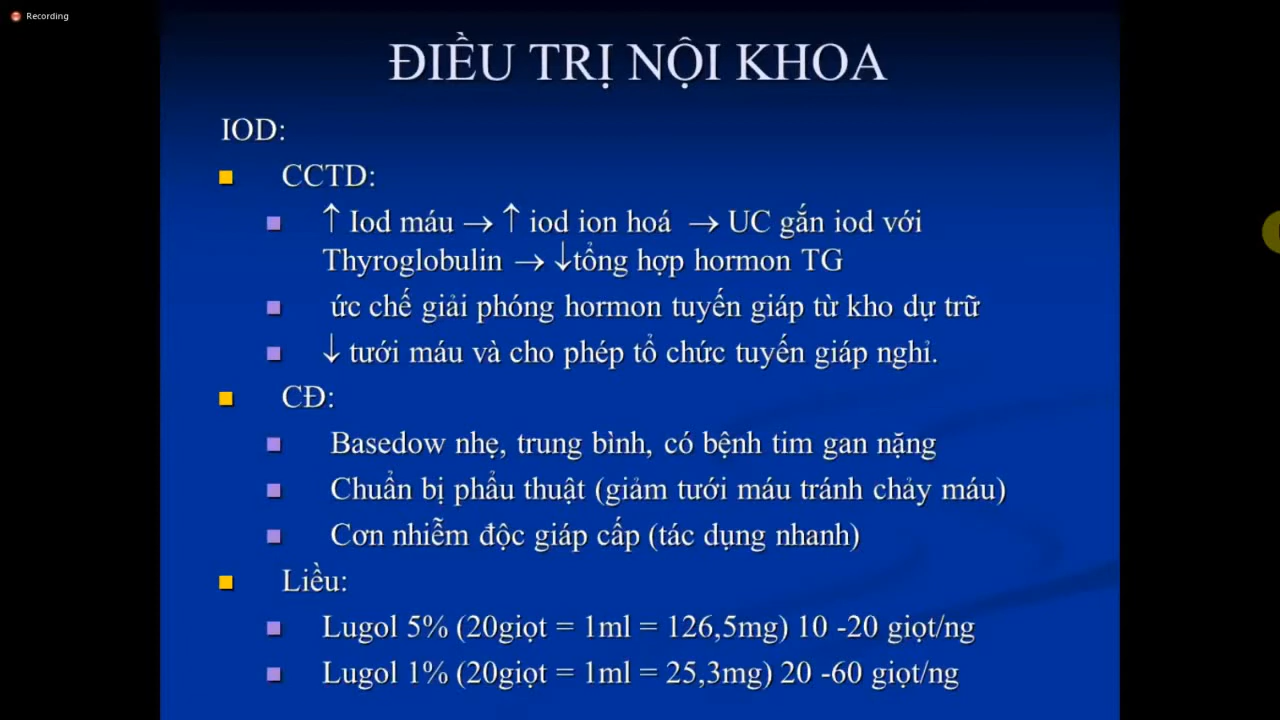 Recording
ĐIỀU TRỊ NỘI KHOA
IOD:
CCTD:
↑ Iod máu → ↑ iod ion hoá → UC gắn iod với
Thyroglobulin → ↓tổng hợp hormon TG
ức chế giải phóng hormon tuyến giáp từ kho dự trữ
↓ tưới máu và cho phép tổ chức tuyến giáp nghỉ.
CĐ:
Basedow nhẹ, trung bình, có bệnh tim gan nặng
Chuẩn bị phẩu thuật (giảm tưới máu tránh chảy máu)
Cơn nhiễm độc giáp cấp (tác dụng nhanh)
Liều:
Lugol 5% (20giọt = 1ml = 126,5mg) 10 -20 giọt/ng
Lugol 1% (20giọt = 1ml = 25,3mg) 20 -60 giọt/ng